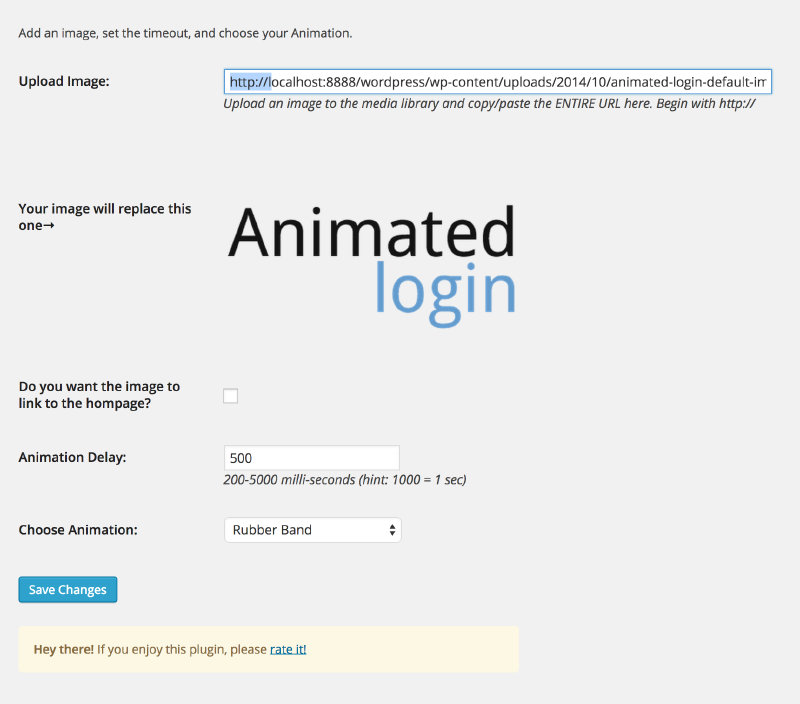 Add an image, set the timeout, and choose your Animation.
Upload Image:
http://localhost:8888/wordpress/wp-content/uploads/2014/10/animated-login-default-im
Upload an image to the media library and copy/paste the ENTIRE URL here. Begin with http://
Your image will replace this
one→
Animated
login
Do you want the image to
link to the hompage?
Animation Delay:
500
200-5000 milli-seconds (hint: 1000 = 1 sec)
Choose Animation:
Rubber Band
Save Changes
Hey there! If you enjoy this plugin, please rate it!